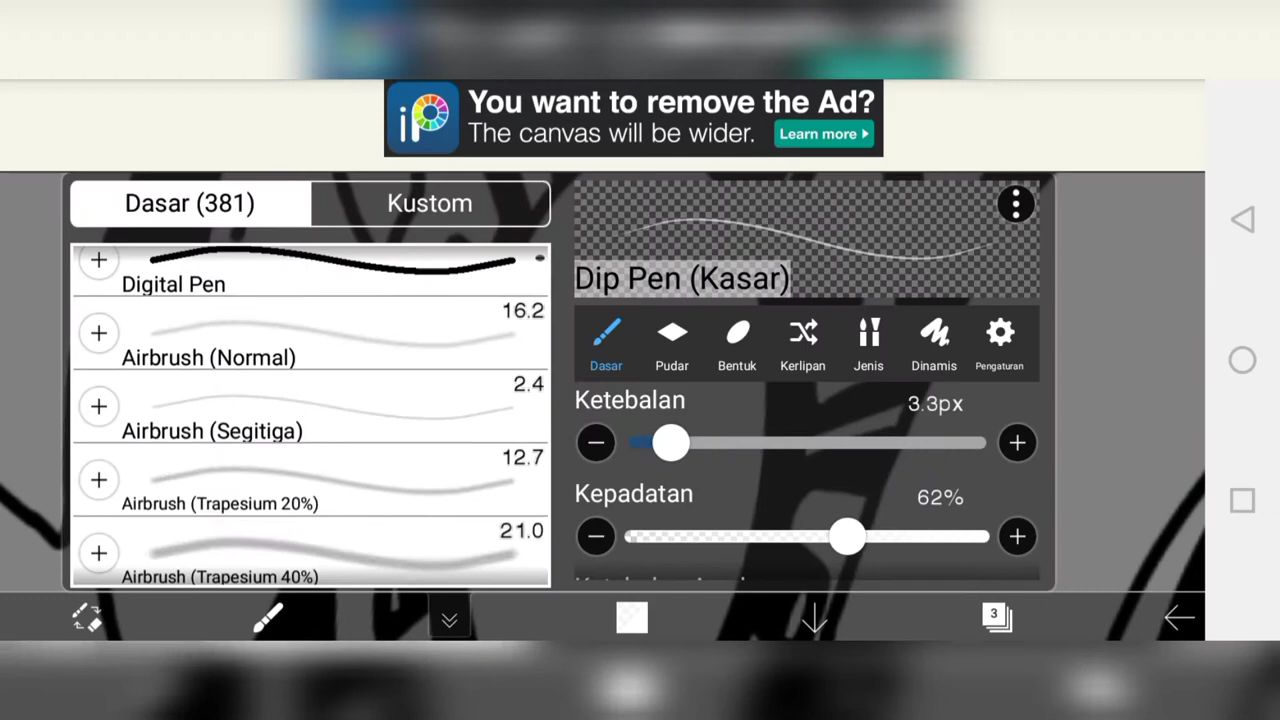 iP
You want to remove the Ad?
The canvas will be wider.
Learn more
Dasar (381)
Kustom
Digital Pen
16.2
Airbrush (Normal)
2.4
Airbrush (Segitiga)
12.7
Airbrush (Trapesium 20%)
21.0
Airbrush (Trapesium 40%)
Dip Pen (Kasar)
Dasar
Pudar
Bentuk
Kerlipan
Jenis
Dinamis
Pengaturan
Ketebalan
3.3px
Kepadatan
62%
3